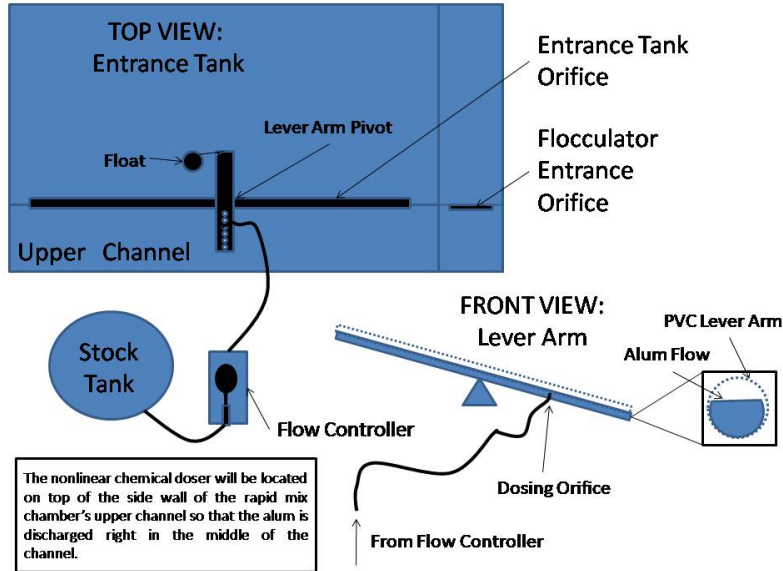 TOP VIEW:
Entrance Tank
Entrance Tank
Orifice
Lever Arm Pivot
Float
Flocculator
Entrance
Orifice
Upper Channel
FRONT VIEW:
Lever Arm
PVC Lever Arm
Alum Flow
Stock
Tank
Flow Controller
Dosing Orifice
From Flow Controller
The nonlinear chemical doser will be located
on top of the side wall of the rapid mix
chamber's upper channel so that the alum is
discharged right in the middle of the
channel.